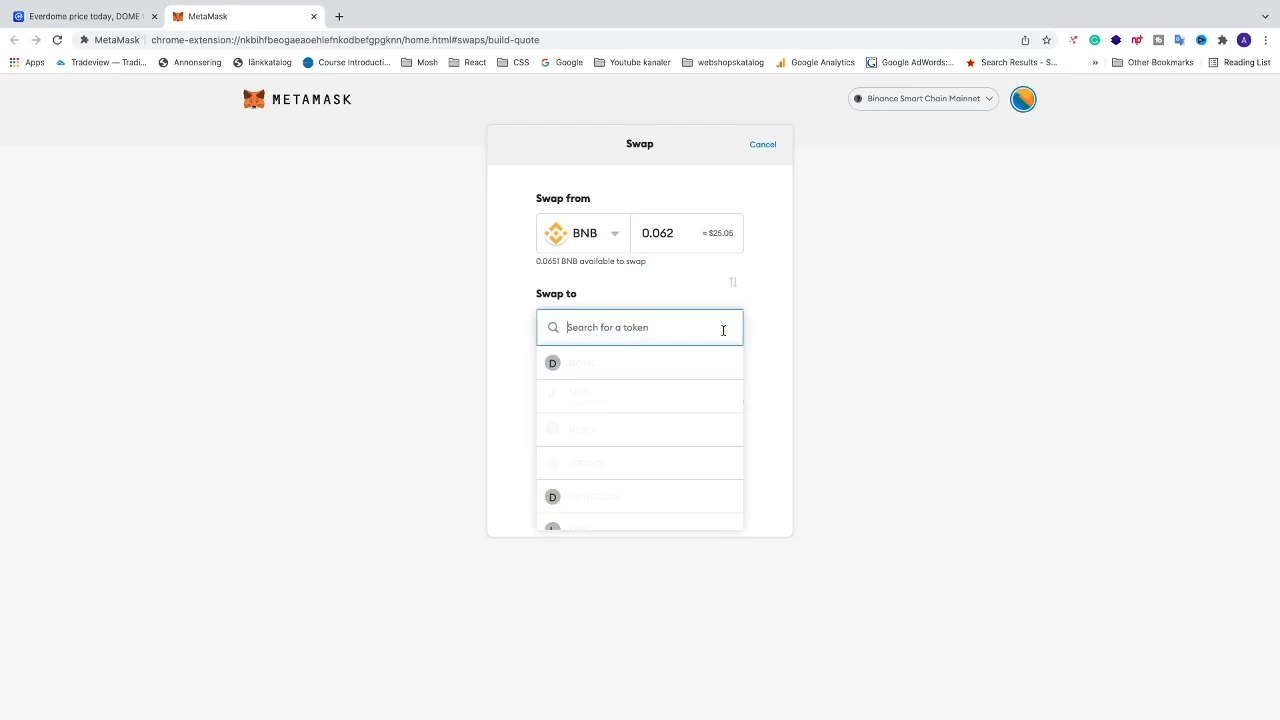 Everdome price today, DOME
MetaMask
MetaMask
chrome-extension://nkbihfbeogaeaoehlefnkodbefgpgknn/home.html#swaps/build-quote
A
Apps
Tradeview — Tradi...
Annonsering
länkkatalog
Course Introducti...
Mosh
React
CSS
Google
Youtube kanaler
webshopskatalog
Google Analytics
Google AdWords:...
Search Results - S...
»
Other Bookmarks
Reading List
METAMASK
Binance Smart Chain Mainnet
Swap
Cancel
Swap from
BNB
0.062
≈ $25.05
0.0651 BNB available to swap
Swap to
Search for a token
D
D